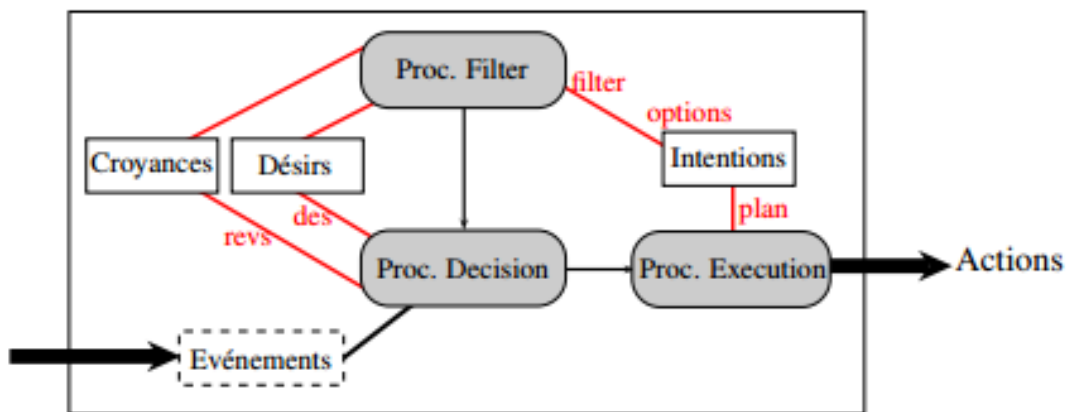 Proc. Filter
filter
options
Croyances
Désirs
Intentions
des
revs
plan
Proc. Decision
Proc. Execution
Actions
Evénements